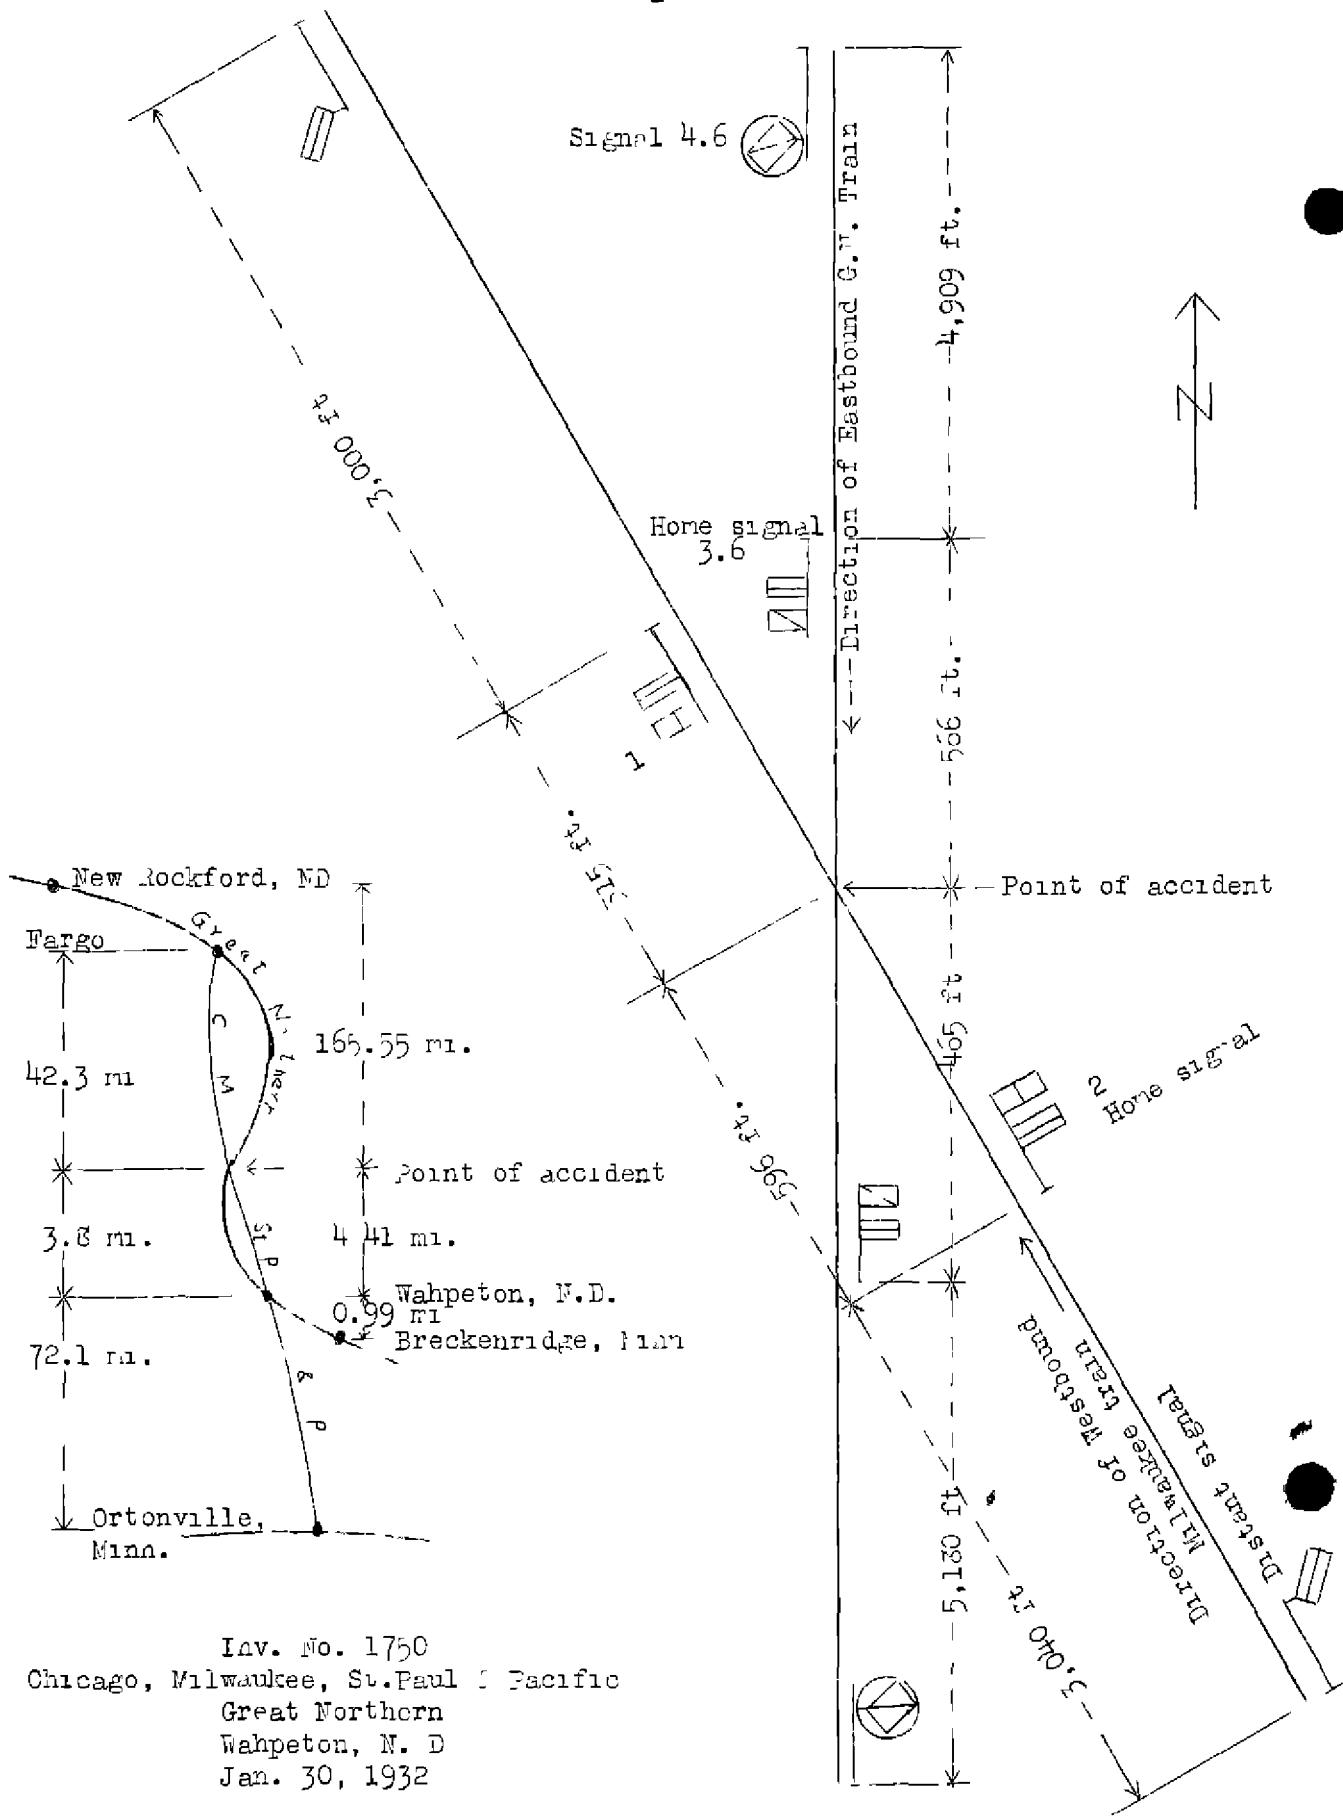 Signal 4.6
Direction of Eastbound G.N. Train
4,909 ft.
3,000 ft
Home signal
3.6
N
566 ft.
1
315 ft.
Point of accident
New Rockford, ND
Great
Fargo
C M
165.55 mi.
42.3 mi
465 ft
2
Home signal
596 ft.
Point of accident
3.8 mi.
St P
4 41 mi.
Wahpeton, N.D.
0.99 mi
Breckenridge,
72.1 mi.
& P
Direction of Westbound
Milwaukee train
Distant signal
Ortonville,
Minn.
5,130 ft
3,040 ft
Inv. No. 1750
Chicago, Milwaukee, St.Paul Pacific
Great Northern
Wahpeton, N. D
Jan. 30, 1932